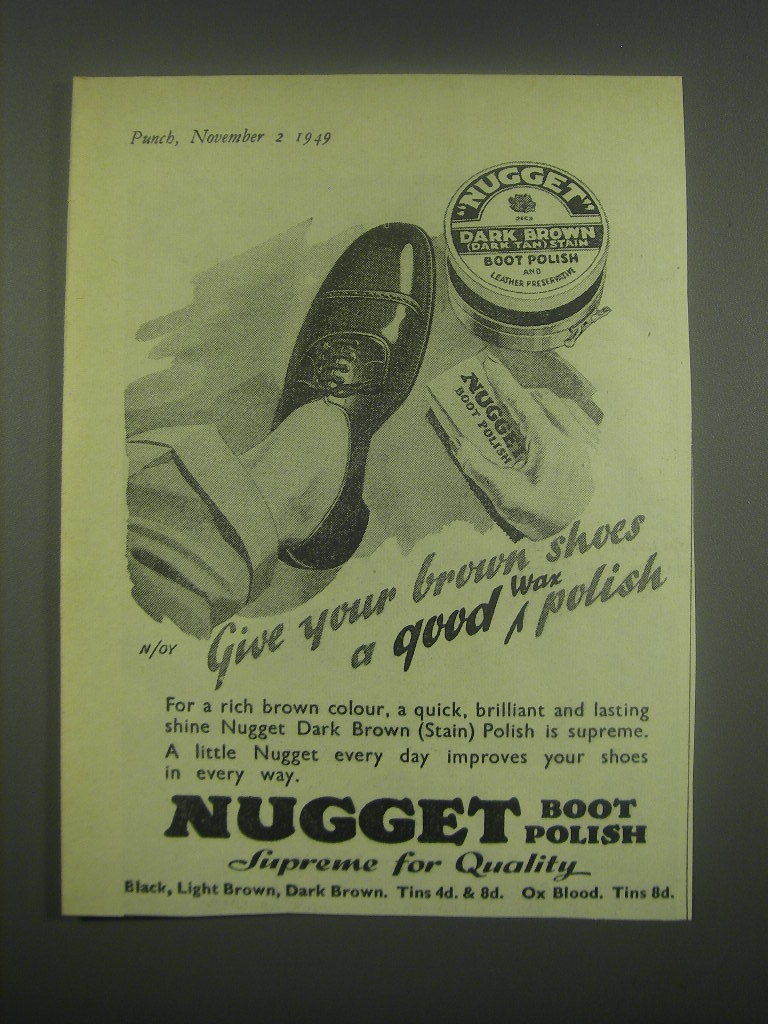 Punch, November 2 1949
"NUGGET"
DARK BROWN
(DARK TAN) STAIN
BOOT POLISH
AND
LEATHER PRESERVATIVE
NUGGET
BOOT POLISH
Give your brown shoes
a good wax polish
N/OY
For a rich brown colour, a quick, brilliant and lasting
shine Nugget Dark Brown (Stain) Polish is supreme.
A little Nugget every day improves your shoes
in every way.
NUGGET BOOT POLISH
Supreme for Quality
Black, Light Brown, Dark Brown. Tins 4d. & 8d. Ox Blood. Tins 8d.